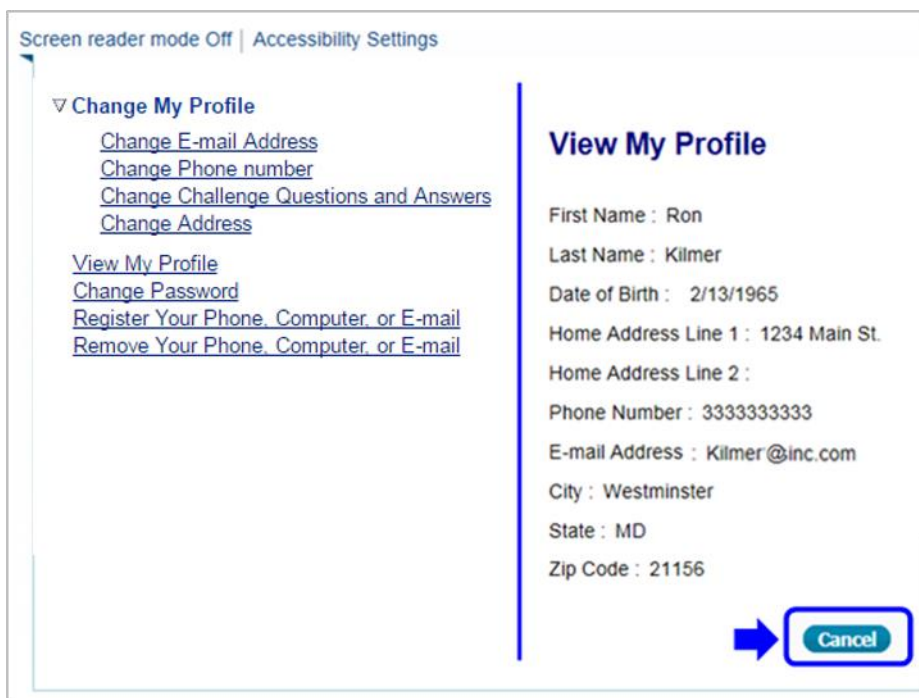 Screen reader mode Off | Accessibility Settings
▽ Change My Profile
Change E-mail Address
Change Phone number
Change Challenge Questions and Answers
Change Address
View My Profile
Change Password
Register Your Phone, Computer, or E-mail
Remove Your Phone, Computer, or E-mail
View My Profile
First Name : Ron
Last Name : Kilmer
Date of Birth : 2/13/1965
Home Address Line 1 : 1234 Main St.
Home Address Line 2 :
Phone Number : 3333333333
E-mail Address : Kilmer@inc.com
City : Westminster
State : MD
Zip Code : 21156
Cancel